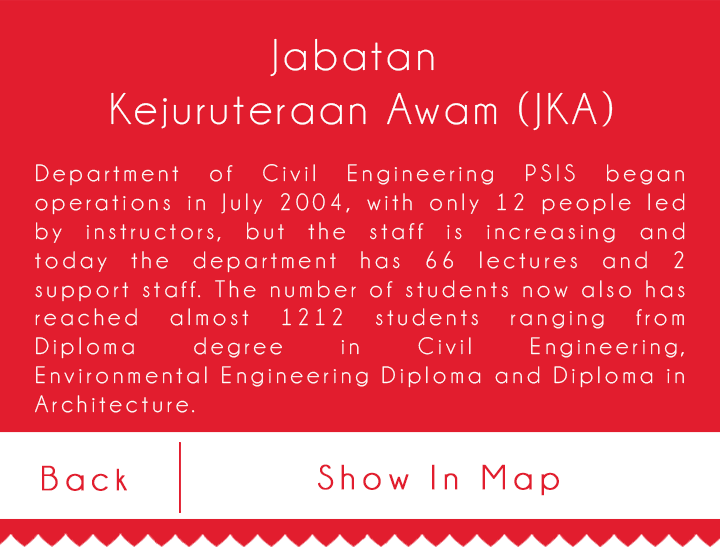 Jabatan
Kejuruteraan Awam (JKA)
Department of Civil Engineering PSIS began
operations in July 2004, with only 12 people led
by instructors, but the staff is increasing and
today the department has 66 lectures and 2
support staff. The number of students now also has
reached almost 1212 students ranging from
Diploma degree in Civil Engineering,
Environmental Engineering Diploma and Diploma in
Architecture.
Back
Show In Map